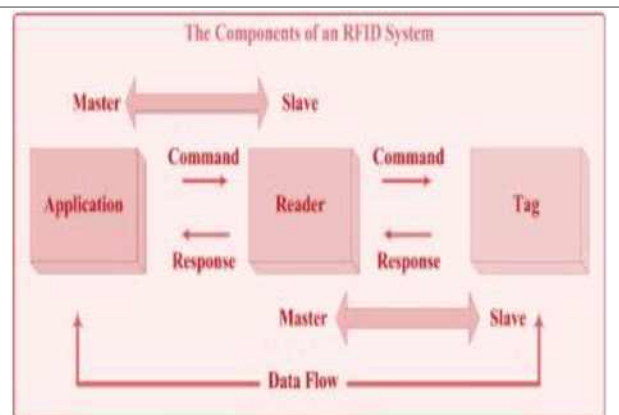 The Components of an RFID System
Master Slave
Command Command
Application Reader Tag
Response Response
Master Slave
Data Flow